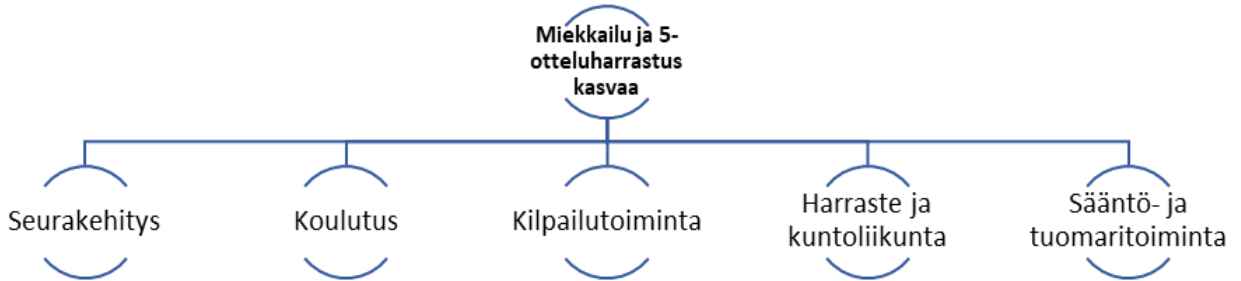 Miekkailu ja 5-
otteluharrastus
kasvaa
Seurakehitys
Koulutus
Kilpailutoiminta
Harraste ja
kuntoliikunta
Sääntö- ja
tuomaritoiminta